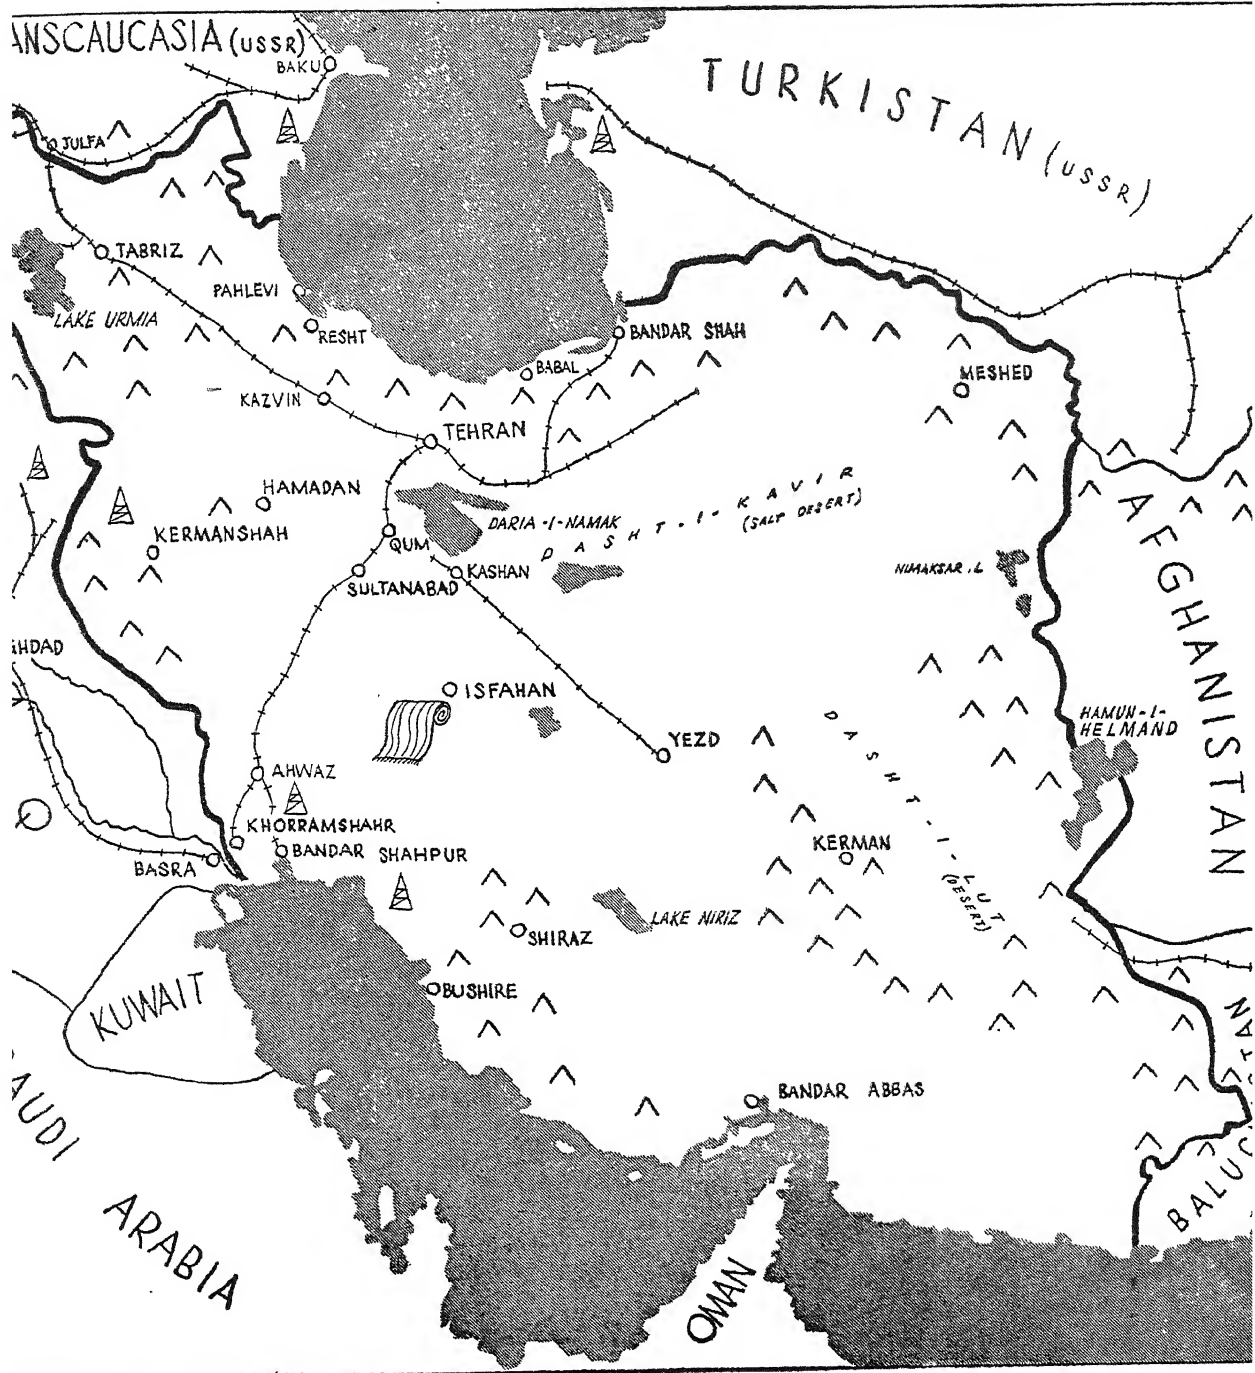 ANSCAUCASIA (USSR)
BAKU
TURKISTAN (USSR)
JULFA
TABRIZ
PAHLEVI
LAKE URMIA
RESHT
BANDAR SHAH
BABAL
MESHED
KAZVIN
TEHRAN
HAMADAN
DARIA-I-NAMAK
DASHT-I-KAVIR
(SALT DESERT)
KERMANSHAH
QUM
AFGHANISTAN
SULTANABAD
KASHAN
NIMAKSAR. L
HDAD
ISFAHAN
HAMUN-I-
HELMAND
YEZD
DASHT-I-LUT
(DESERT)
AHWAZ
KHORRAMSHAHR
BANDAR SHAHPUR
BASRA
KERMAN
LAKE NIRIZ
SHIRAZ
BUSHIRE
KUWAIT
AUDI
ARABIA
BANDAR ABBAS
TAN
BALUC
OMAN